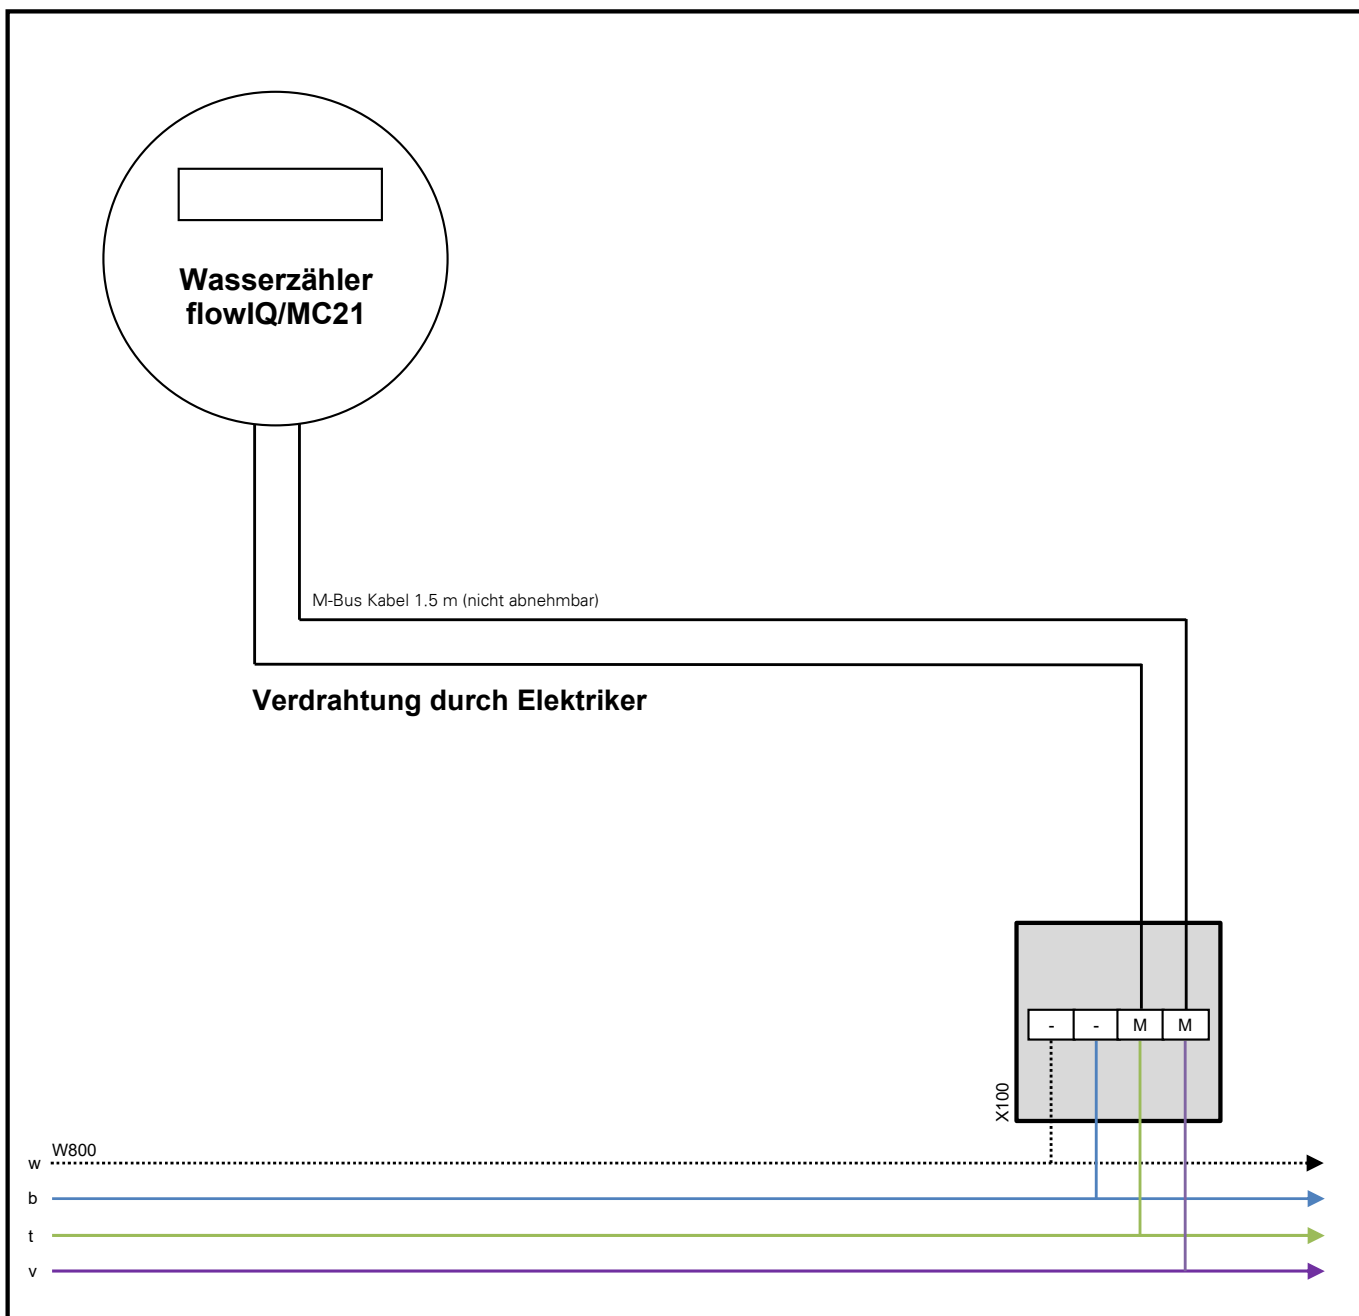 Wasserzähler
flowIQ/MC21
M-Bus Kabel 1.5 m (nicht abnehmbar)
Verdrahtung durch Elektriker
- - M M
X100
W800
w
b
t
v